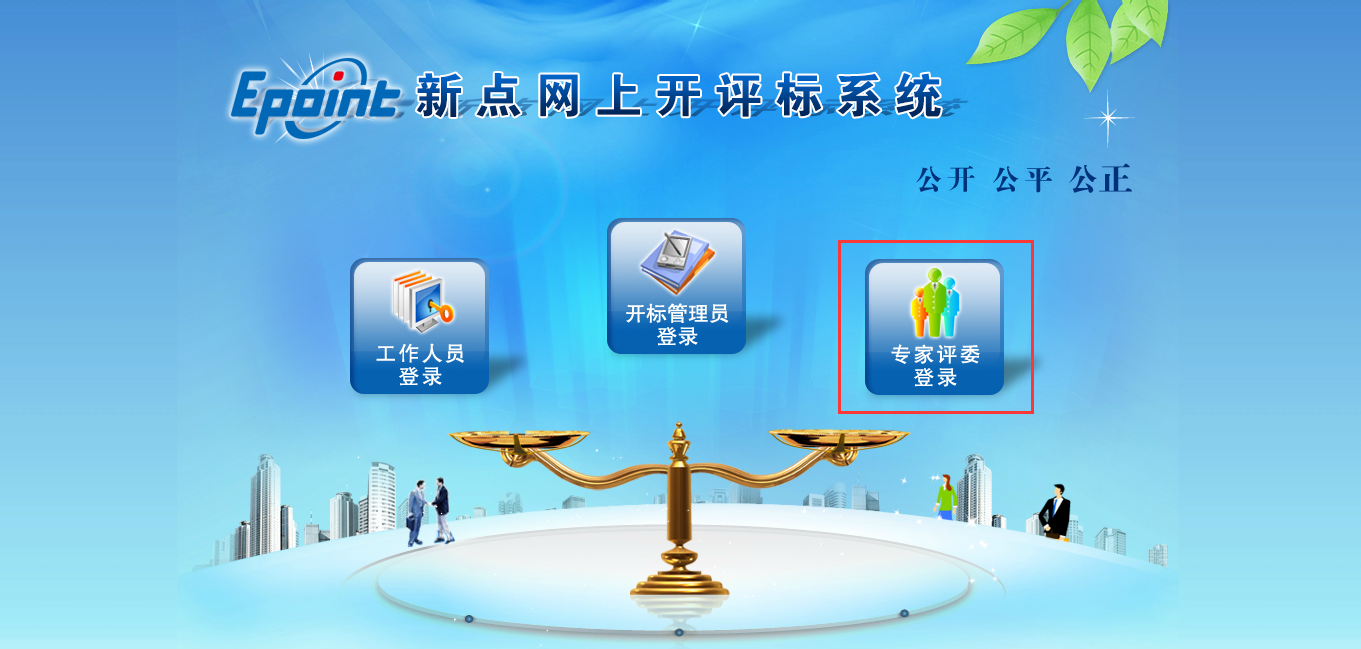 Epoint 新点网上开评标系统
公开 公平 公正
工作人员
登录
开标管理员
登录
专家评委
登录